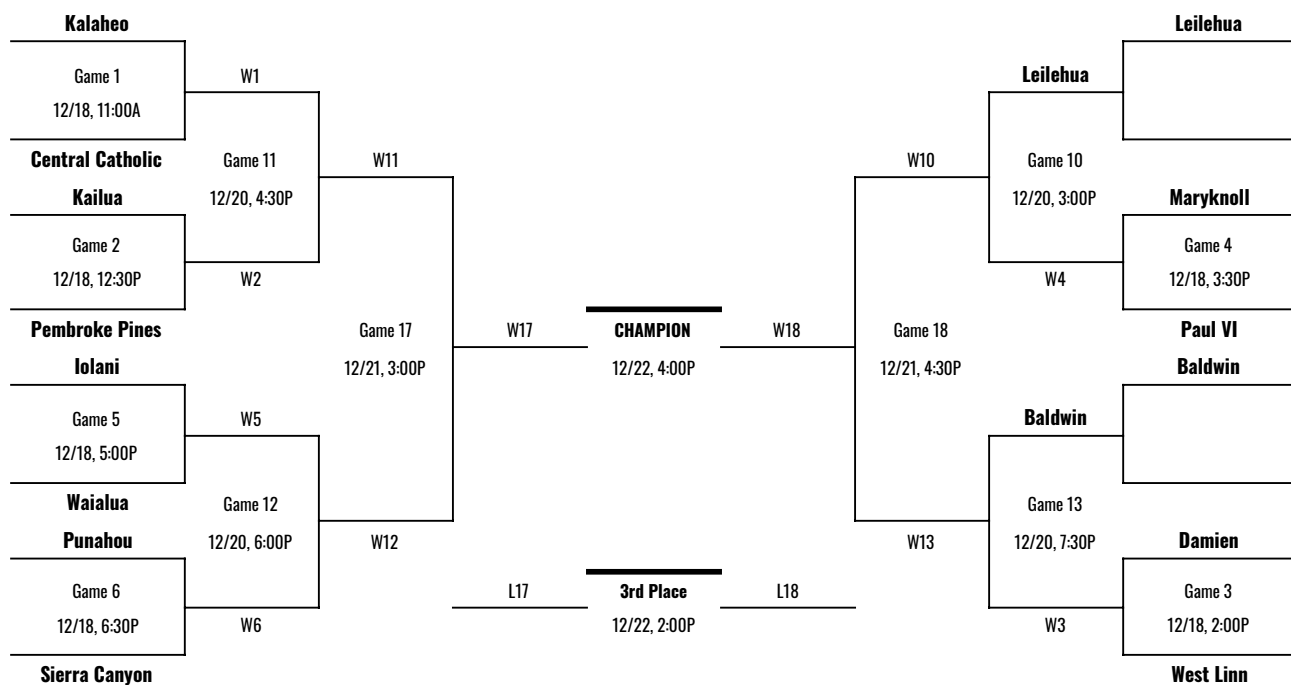 Kalaheo
Game 1
12/18, 11:00A
Central Catholic
Kailua
Game 2
12/18, 12:30P
Pembroke Pines
Iolani
Game 5
12/18, 5:00P
Waialua
Punahou
Game 6
12/18, 6:30P
Sierra Canyon
W1
Game 11
12/20, 4:30P
W2
W5
Game 12
12/20, 6:00P
W6
W11
Game 17
12/21, 3:00P
W12
W17
CHAMPION
12/22, 4:00P
W18
L17
3rd Place
12/22, 2:00P
L18
W10
Game 18
12/21, 4:30P
W13
Leilehua
Game 10
12/20, 3:00P
W4
Baldwin
Game 13
12/20, 7:30P
W3
Leilehua
Maryknoll
Game 4
12/18, 3:30P
Paul VI
Baldwin
Damien
Game 3
12/18, 2:00P
West Linn